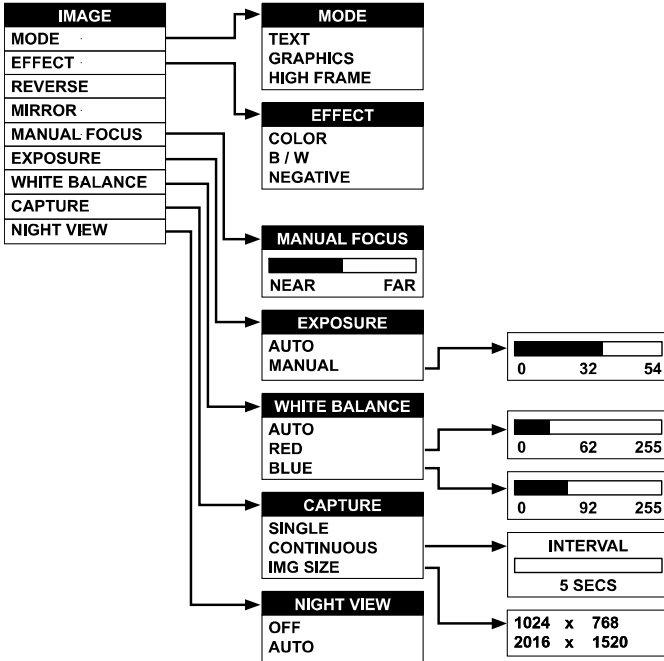 IMAGE
MODE
EFFECT
REVERSE
MIRROR
MANUAL FOCUS
EXPOSURE
WHITE BALANCE
CAPTURE
NIGHT VIEW
MODE
TEXT
GRAPHICS
HIGH FRAME
EFFECT
COLOR
B / W
NEGATIVE
MANUAL FOCUS
NEAR FAR
EXPOSURE
AUTO
MANUAL
0 32 54
WHITE BALANCE
AUTO
RED
BLUE
0 62 255
0 92 255
CAPTURE
SINGLE
CONTINUOUS
IMG SIZE
INTERVAL
5 SECS
1024 x 768
2016 x 1520
NIGHT VIEW
OFF
AUTO